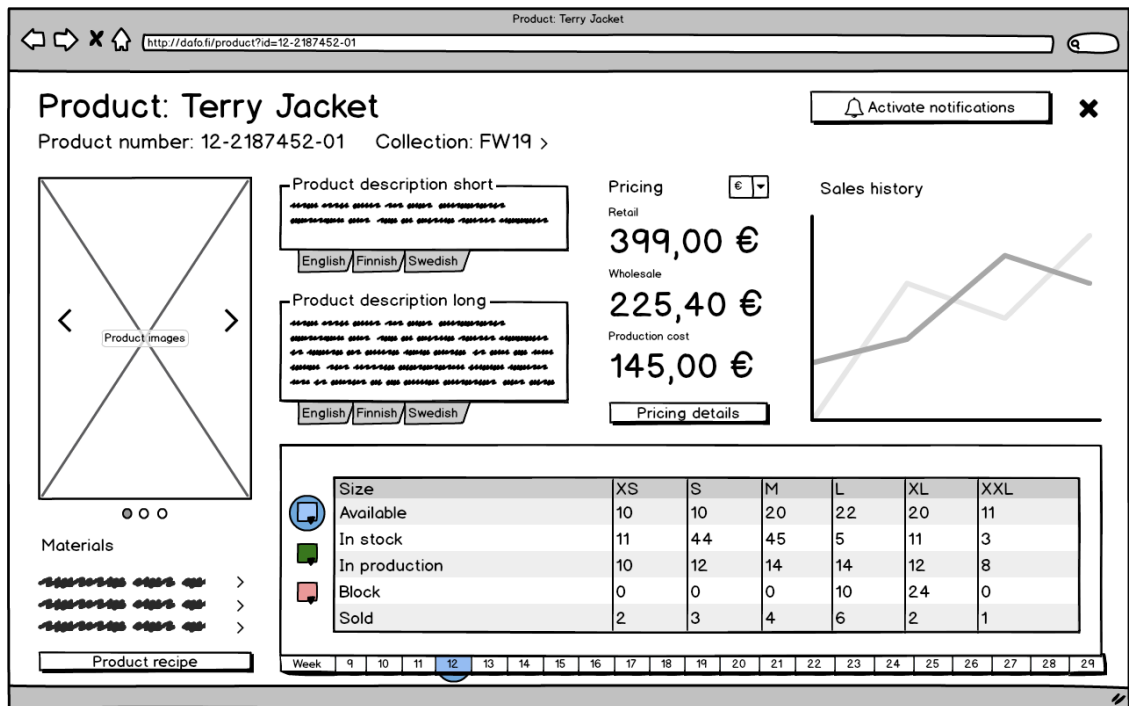 Product: Terry Jacket
http://dafo.fi/product?id=12-2187452-01
Product: Terry Jacket
Activate notifications
Product number: 12-2187452-01 Collection: FW19 >
Product images
Product description short
English Finnish Swedish
Product description long
English Finnish Swedish
Pricing €
Retail
399,00 €
Wholesale
225,40 €
Production cost
145,00 €
Pricing details
Sales history
Materials
Product recipe
Size XS S M L XL XXL
Available 10 10 20 22 20 11
In stock 11 44 45 5 11 3
In production 10 12 14 14 12 8
Block 0 0 0 10 24 0
Sold 2 3 4 6 2 1
Week 9 10 11 12 13 14 15 16 17 18 19 20 21 22 23 24 25 26 27 28 29